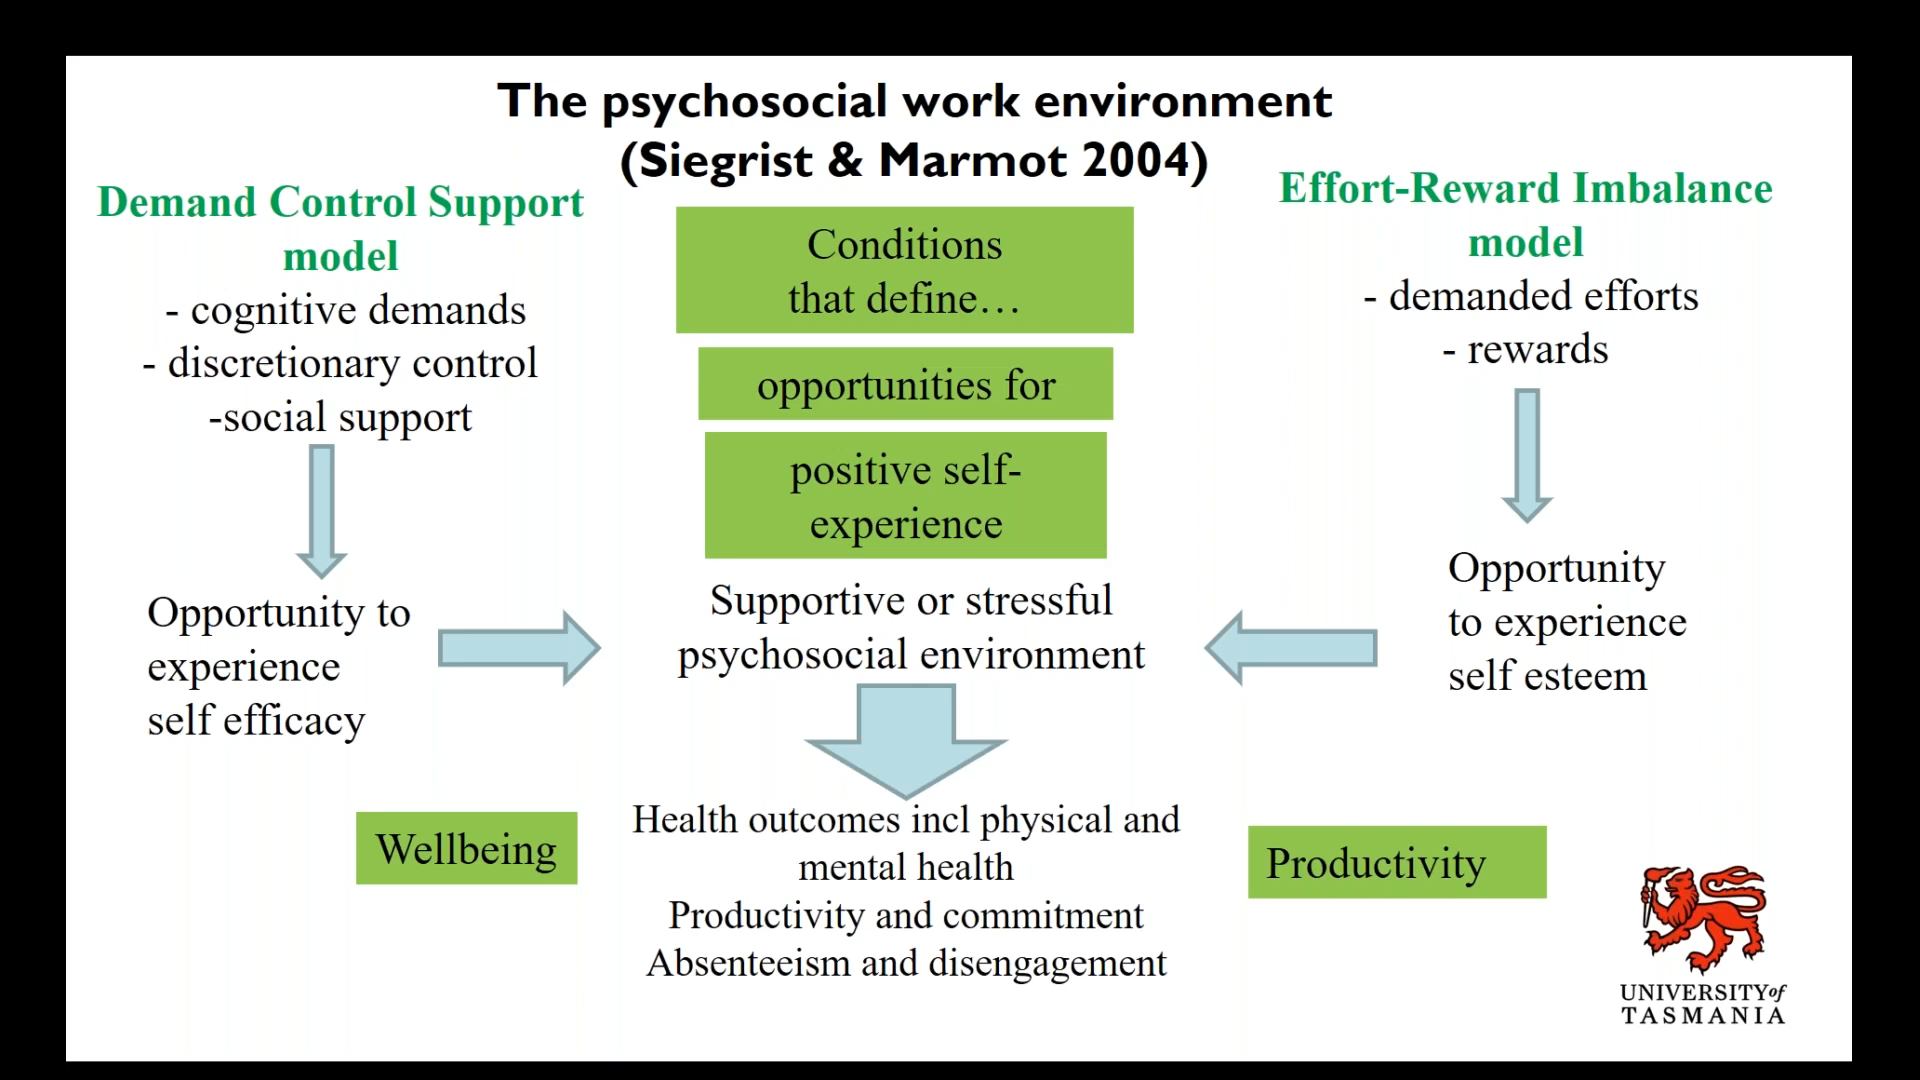 The psychosocial work environment
(Siegrist & Marmot 2004)
Demand Control Support
model
- cognitive demands
- discretionary control
-social support
Opportunity to
experience
self efficacy
Conditions
that define…
opportunities for
positive self-
experience
Supportive or stressful
psychosocial environment
Effort-Reward Imbalance
model
- demanded efforts
- rewards
Opportunity
to experience
self esteem
Wellbeing
Health outcomes incl physical and
mental health
Productivity and commitment
Absenteeism and disengagement
Productivity
UNIVERSITY of
TASMANIA